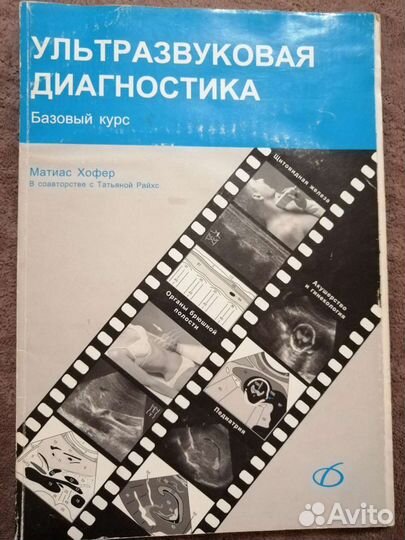 УЛЬТРАЗВУКОВАЯ
ДИАГНОСТИКА
Базовый курс
Матиас Хофер
В соавторстве с Татьяной Райхс
Щитовидная железа
Акушерство
и гинекология
Органы брюшной
полости
Педиатрия
Avito